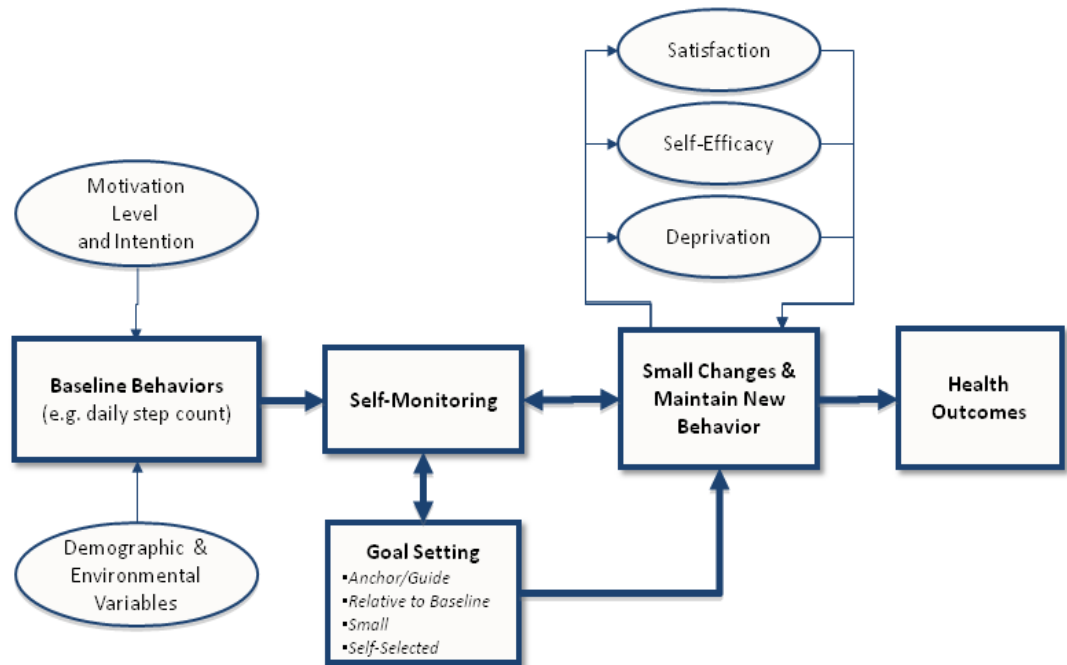 Satisfaction
Self-Efficacy
Deprivation
Motivation
Level
and Intention
Baseline Behaviors
(e.g. daily step count)
Self-Monitoring
Small Changes &
Maintain New
Behavior
Health
Outcomes
Demographic &
Environmental
Variables
Goal Setting
▪Anchor/Guide
▪Relative to Baseline
▪Small
▪Self-Selected